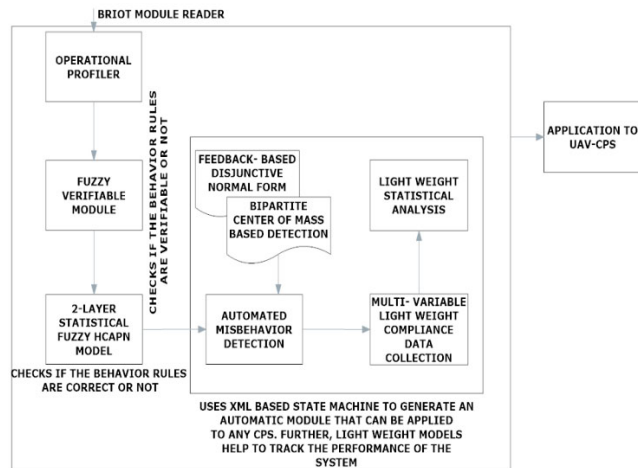 BRIOT MODULE READER
OPERATIONAL
PROFILER
FUZZY
VERIFIABLE
MODULE
CHECKS IF THE BEHAVIOR RULES
ARE VERIFIABLE OR NOT
2-LAYER
STATISTICAL
FUZZY HCAPN
MODEL
CHECKS IF THE BEHAVIOR RULES
ARE CORRECT OR NOT
FEEDBACK- BASED
DISJUNCTIVE
NORMAL FORM
BIPARTITE
CENTER OF MASS
BASED DETECTION
AUTOMATED
MISBEHAVIOR
DETECTION
LIGHT WEIGHT
STATISTICAL
ANALYSIS
MULTI- VARIABLE
LIGHT WEIGHT
COMPLIANCE
DATA
COLLECTION
USES XML BASED STATE MACHINE TO GENERATE AN
AUTOMATIC MODULE THAT CAN BE APPLIED
TO ANY CPS. FURTHER, LIGHT WEIGHT MODELS
HELP TO TRACK THE PERFORMANCE OF THE
SYSTEM
APPLICATION TO
UAV-CPS